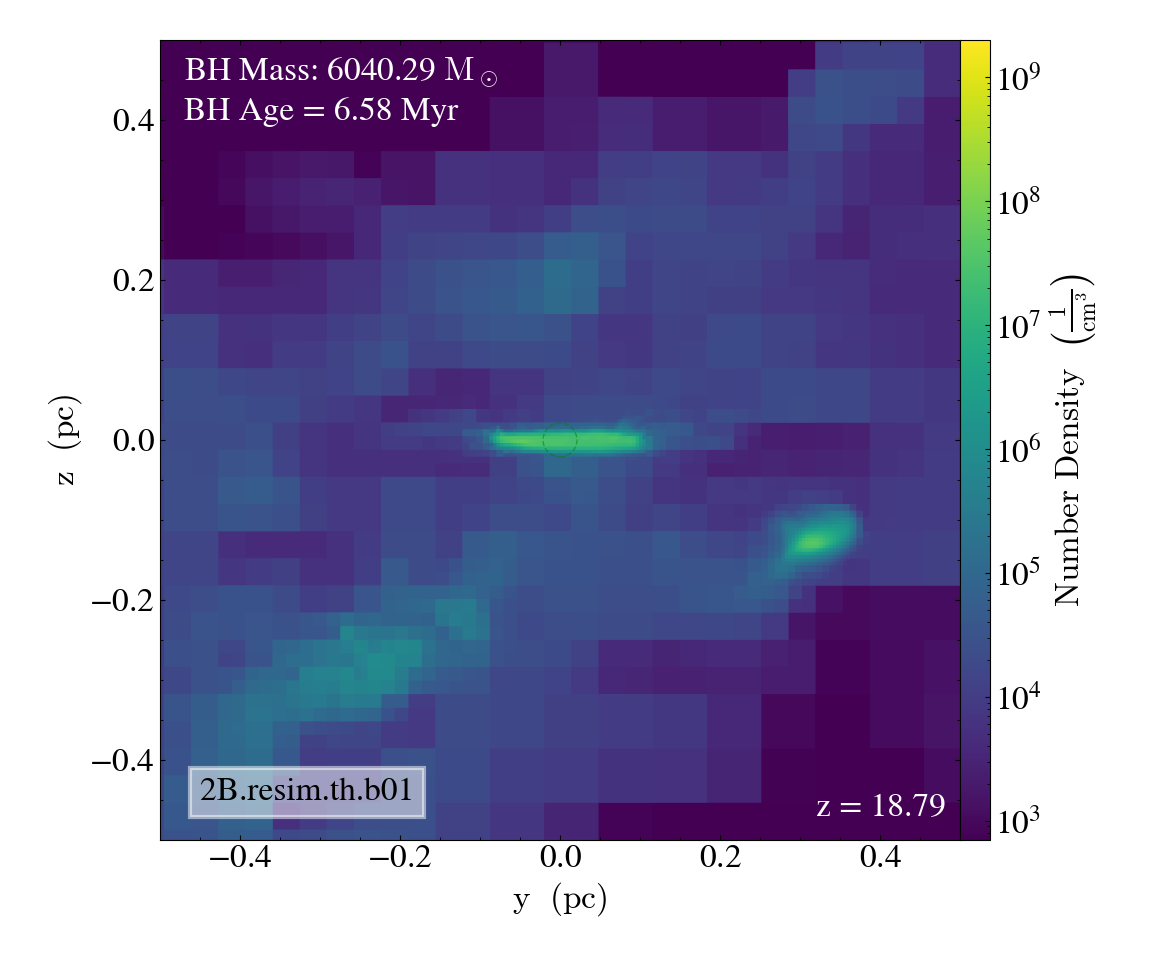 BH Mass: 6040.29 M⊙
BH Age = 6.58 Myr
2B.resim.th.b01
z = 18.79
z (pc)
0.4
0.2
0.0
−0.2
−0.4
−0.4
−0.2
0.0
0.2
0.4
y (pc)
10⁹
10⁸
10⁷
10⁶
10⁵
10⁴
10³
Number Density (1/cm³)